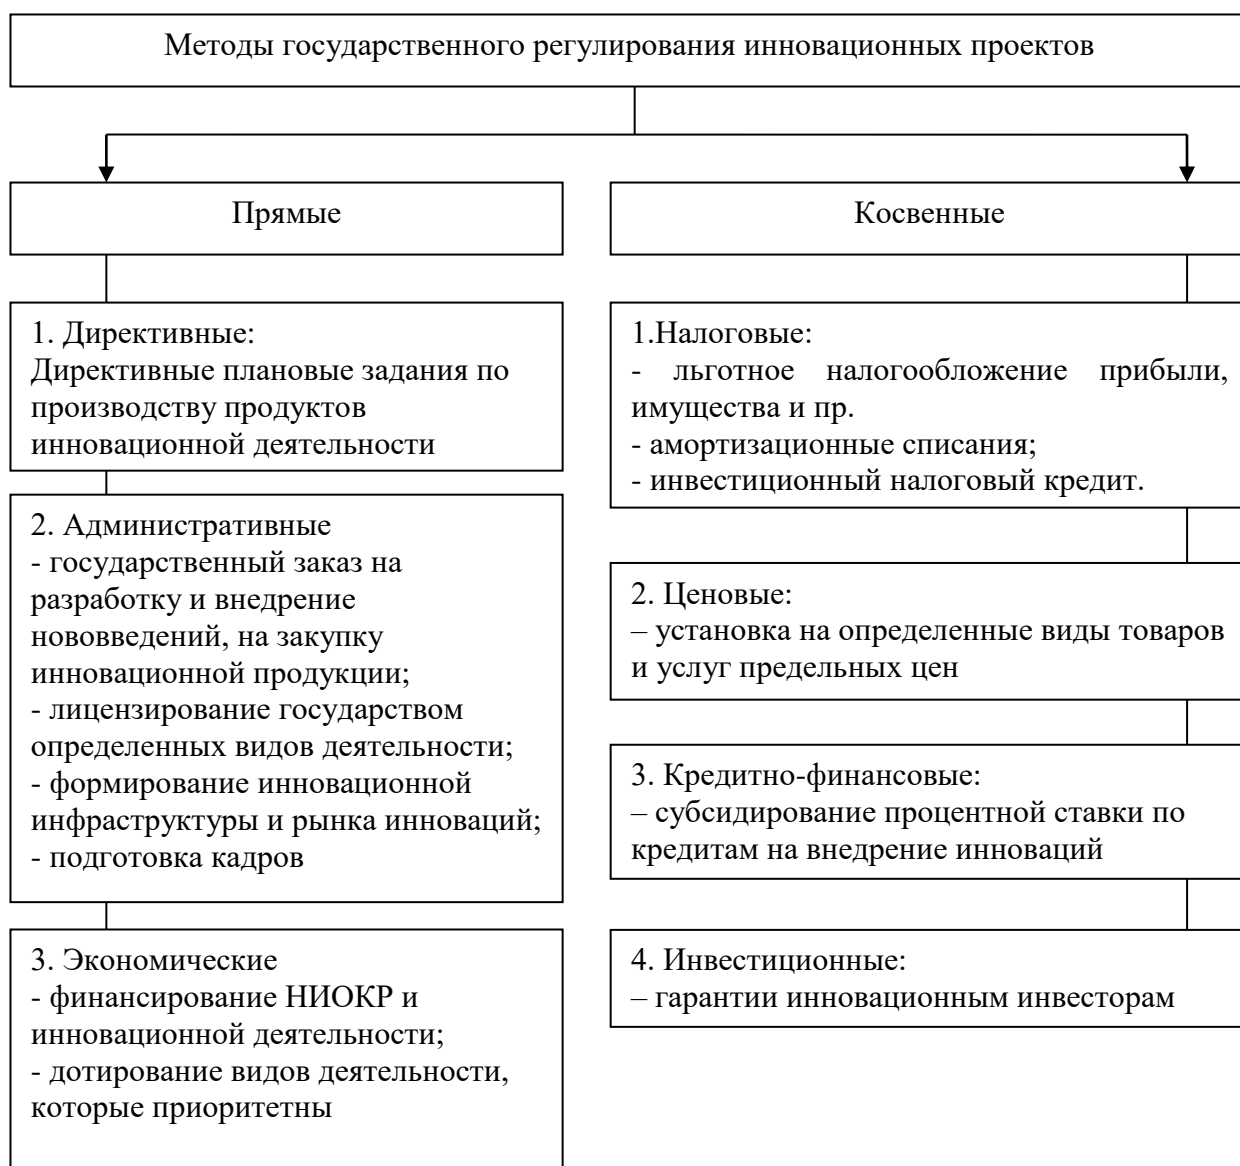 Методы государственного регулирования инновационных проектов
Прямые
1. Директивные:
Директивные плановые задания по
производству продуктов
инновационной деятельности
2. Административные
- государственный заказ на
разработку и внедрение
нововведений, на закупку
инновационной продукции;
- лицензирование государством
определенных видов деятельности;
- формирование инновационной
инфраструктуры и рынка инноваций;
- подготовка кадров
3. Экономические
- финансирование НИОКР и
инновационной деятельности;
- дотирование видов деятельности,
которые приоритетны
Косвенные
1.Налоговые:
- льготное налогообложение прибыли,
имущества и пр.
- амортизационные списания;
- инвестиционный налоговый кредит.
2. Ценовые:
– установка на определенные виды товаров
и услуг предельных цен
3. Кредитно-финансовые:
– субсидирование процентной ставки по
кредитам на внедрение инноваций
4. Инвестиционные:
– гарантии инновационным инвесторам